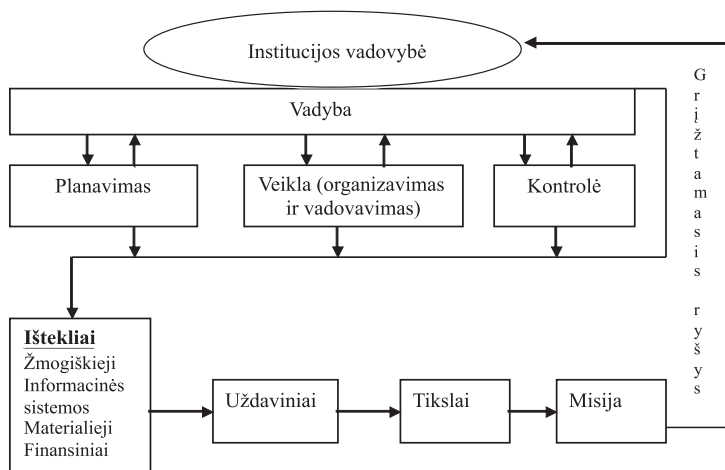 Institucijos vadovybė
Vadyba
Planavimas
Veikla (organizavimas
ir vadovavimas)
Kontrolė
Grįžtamasis ryšys
Ištekliai
Žmogiškieji
Informacinės
sistemos
Materialieji
Finansiniai
Uždaviniai
Tikslai
Misija